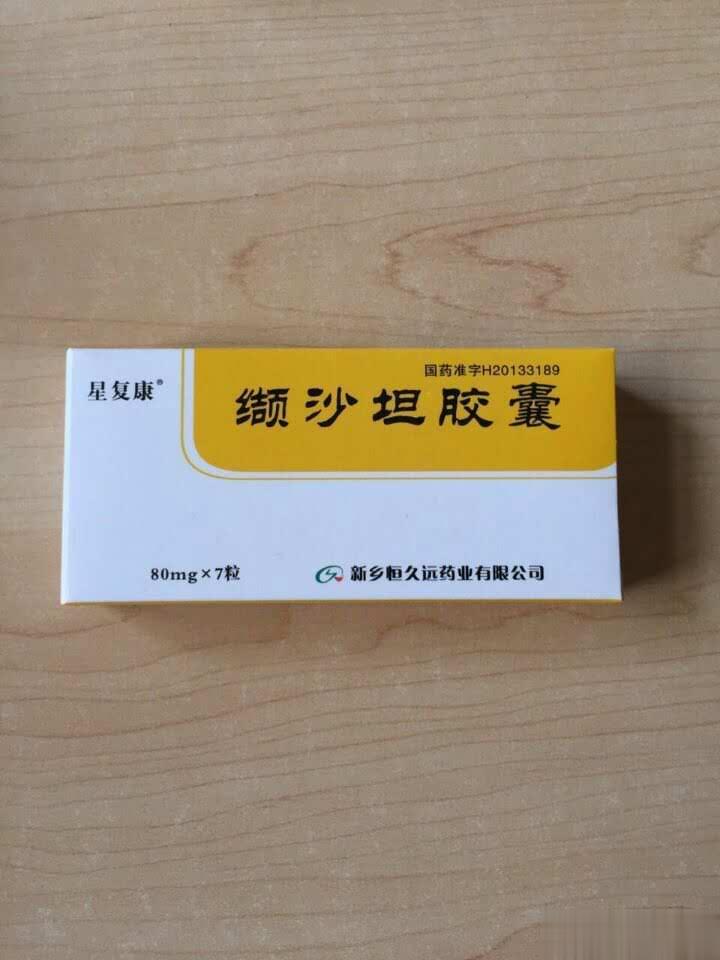 国药准字H20133189
星复康®
缬沙坦胶囊
80mg×7粒
新乡恒久远药业有限公司